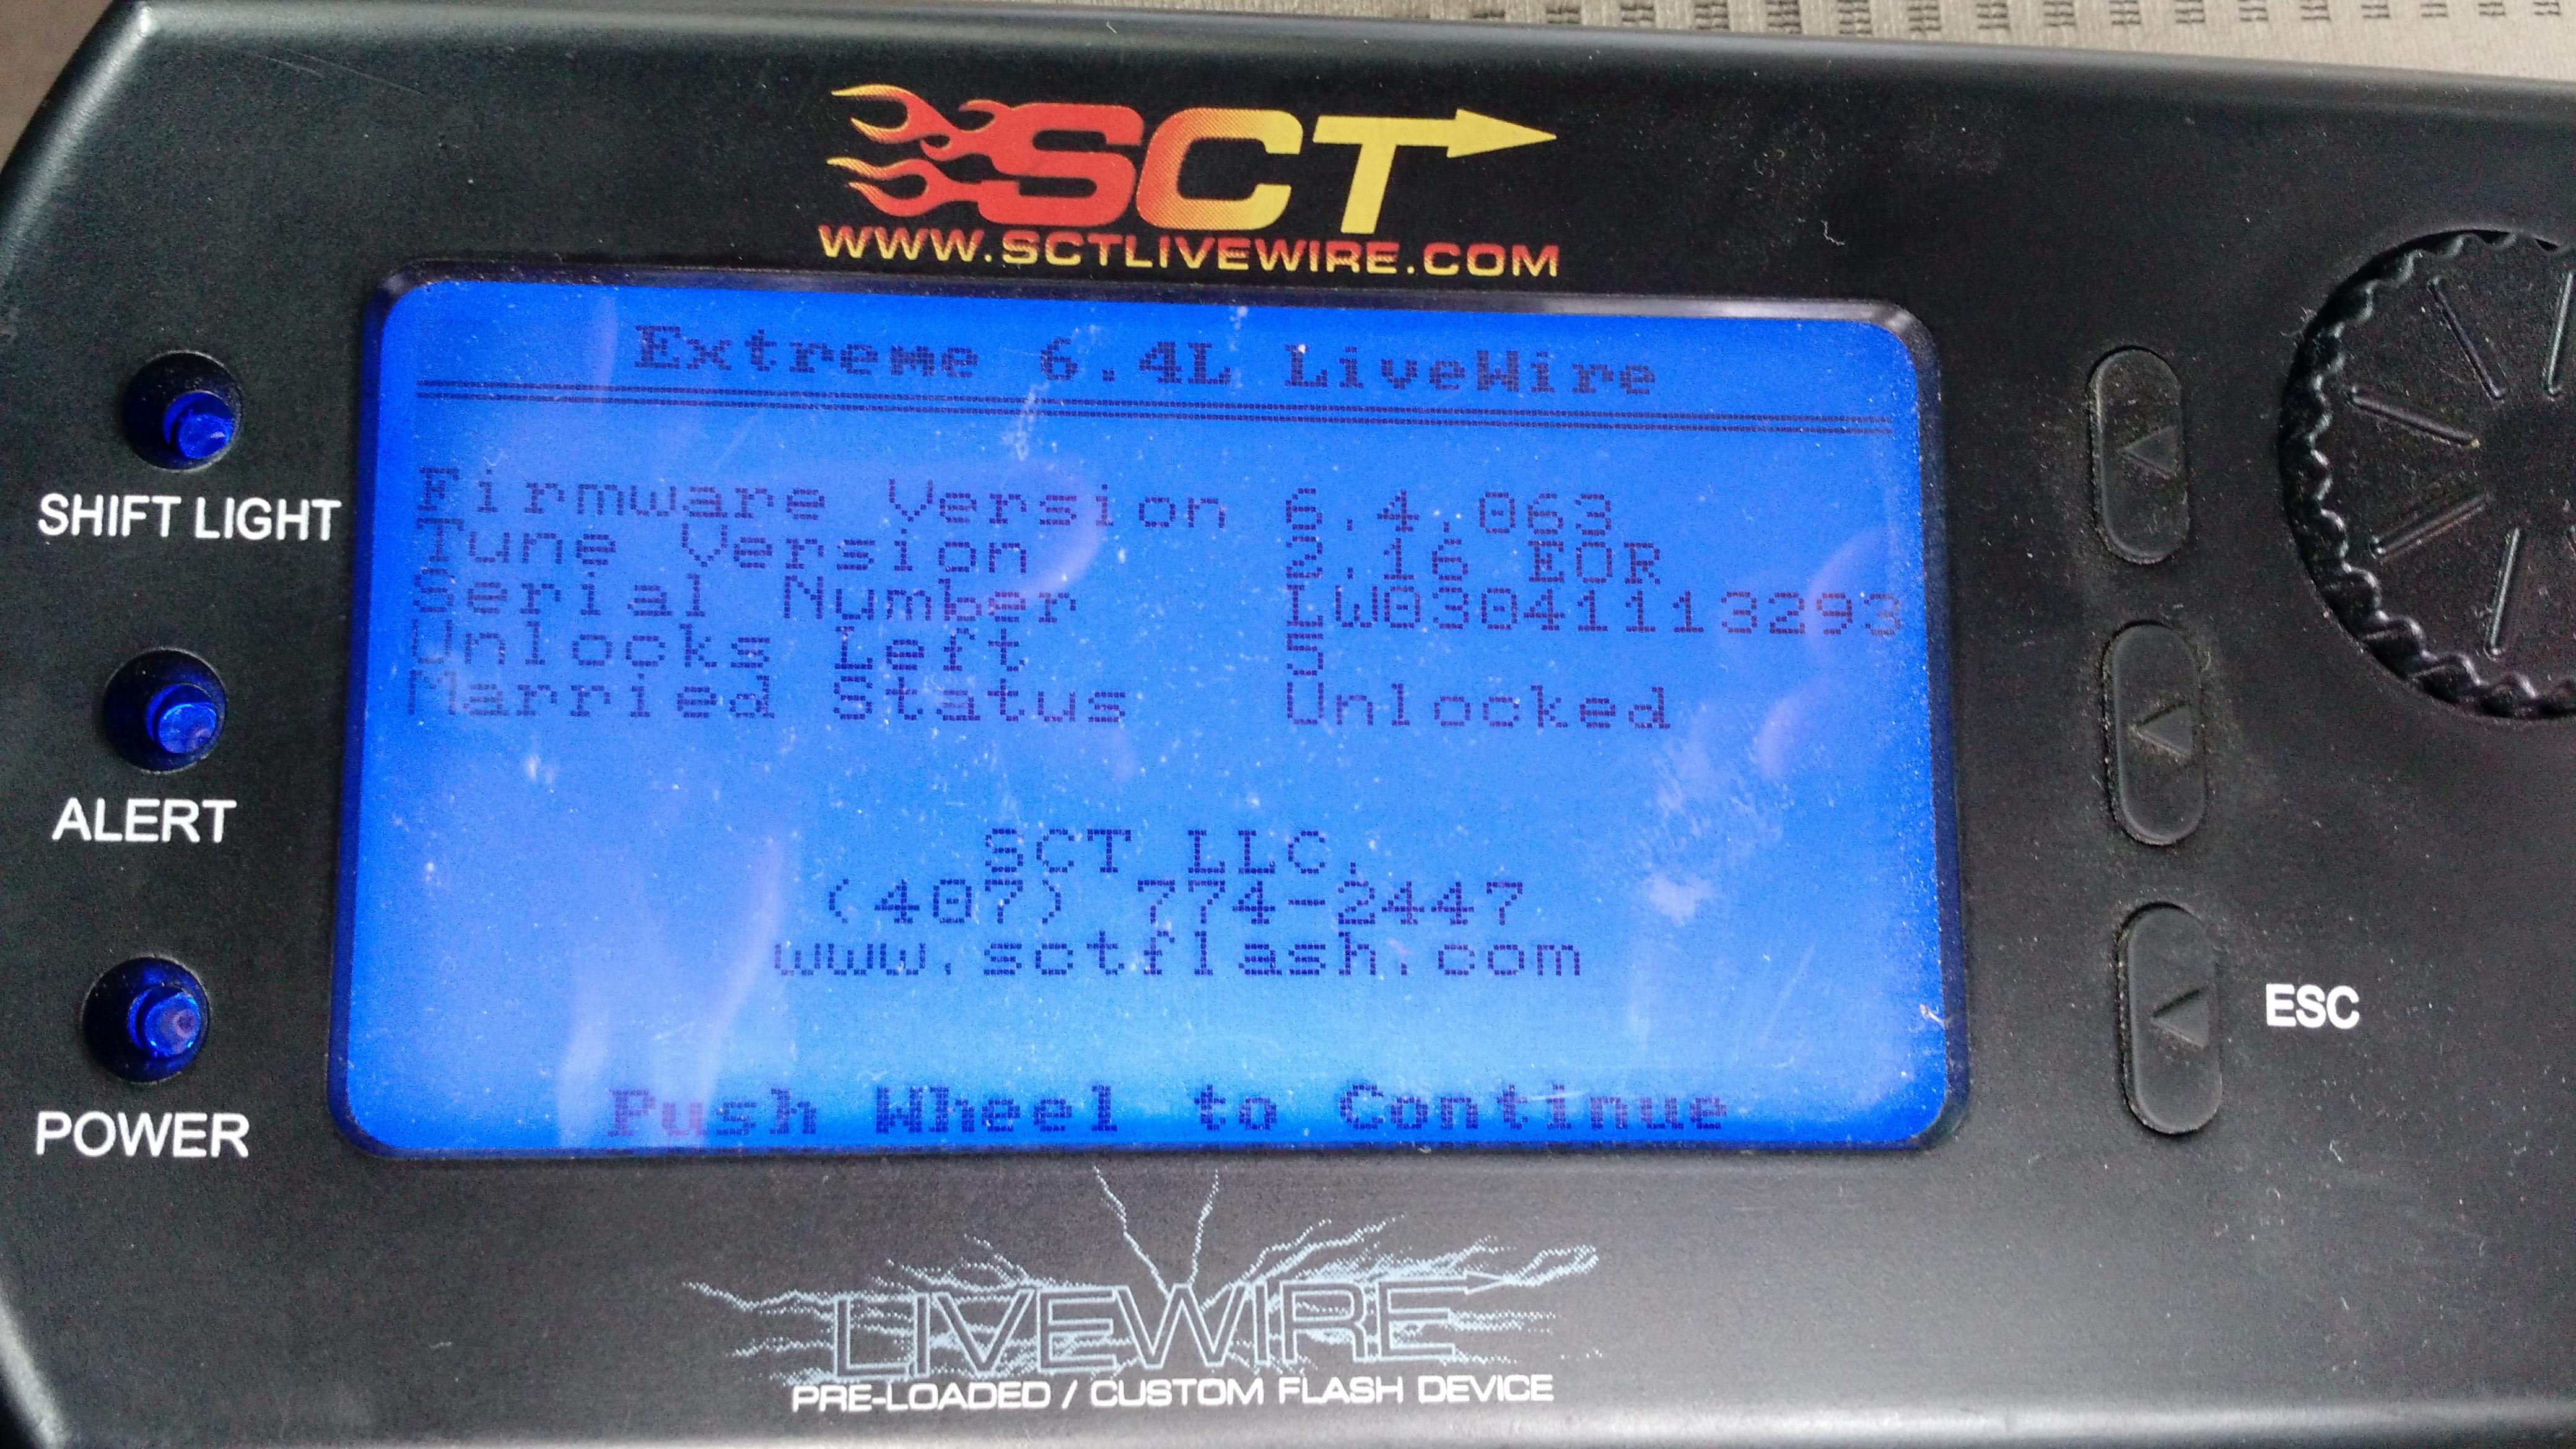 SCT
WWW.SCTLIVEWIRE.COM
Extreme 6.4L LiveWire
Firmware Version 6.4.063
Tune Version 2.16 EOR
Serial Number LW03041113293
Unlocks Left 5
Married Status Unlocked
SCT LLC.
(407) 774-2447
www.sctflash.com
Push Wheel to Continue
SHIFT LIGHT
ALERT
POWER
ESC
LIVEWIRE
PRE-LOADED / CUSTOM FLASH DEVICE